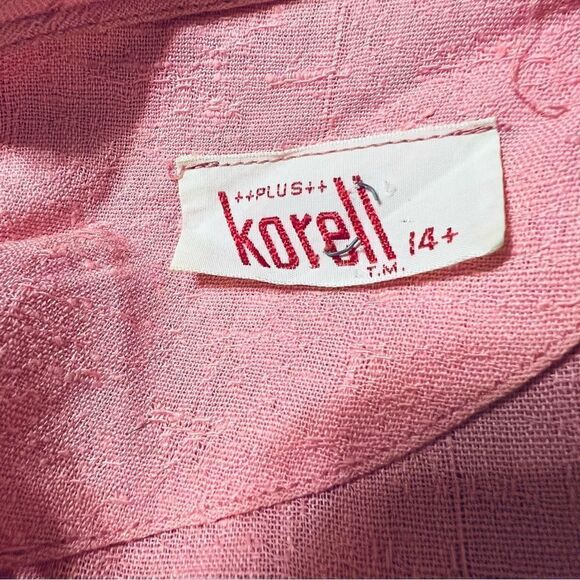 ++PLUS++
korell 14+
T.M.